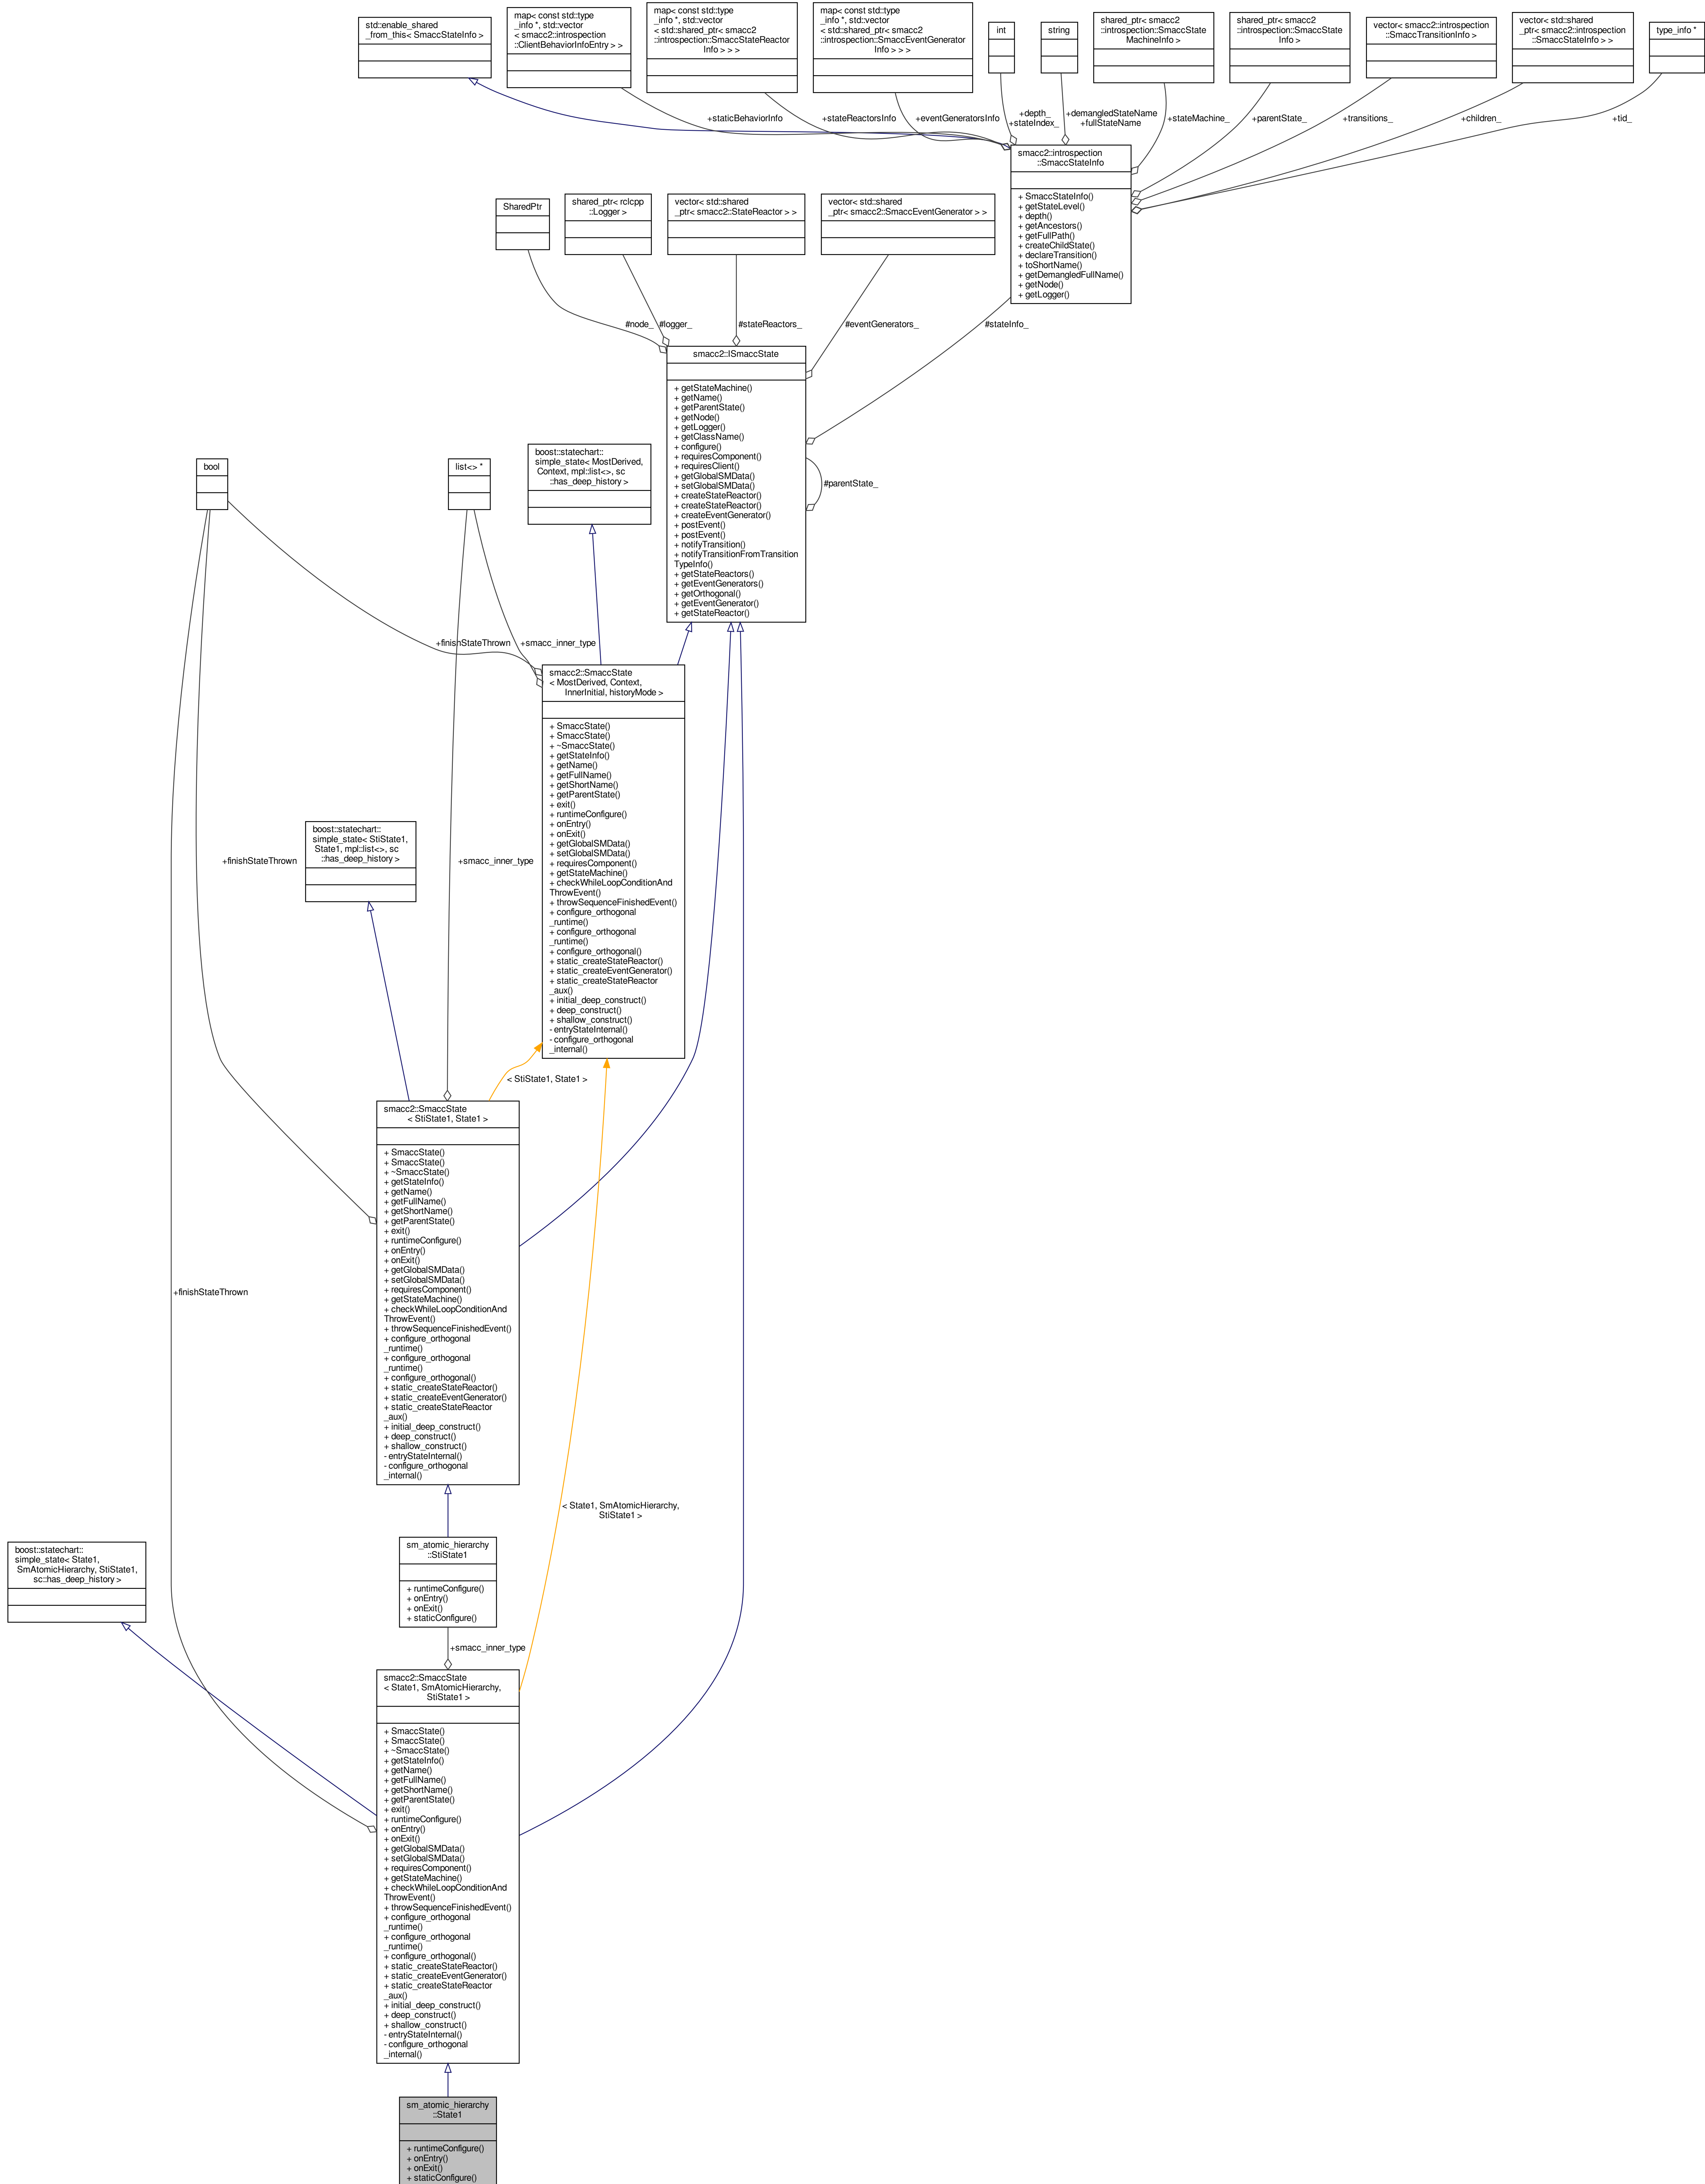 std::enable_shared
_from_this< SmaccStateInfo >
map< const std::type
_info *, std::vector
< smacc2::introspection
::ClientBehaviorInfoEntry > >
map< const std::type
_info *, std::vector
< std::shared_ptr< smacc2
::introspection::SmaccStateReactor
Info > > >
map< const std::type
_info *, std::vector
< std::shared_ptr< smacc2
::introspection::SmaccEventGenerator
Info > > >
int
string
shared_ptr< smacc2
::introspection::SmaccState
MachineInfo >
shared_ptr< smacc2
::introspection::SmaccState
Info >
vector< smacc2::introspection
::SmaccTransitionInfo >
vector< std::shared
_ptr< smacc2::introspection
::SmaccStateInfo > >
type_info *
+staticBehaviorInfo
+stateReactorsInfo
+eventGeneratorsInfo
+depth_
+stateIndex_
+demangledStateName
+fullStateName
+stateMachine_
+parentState_
+transitions_
+children_
+tid_
smacc2::introspection
::SmaccStateInfo
+ SmaccStateInfo()
+ getStateLevel()
+ depth()
+ getAncestors()
+ getFullPath()
+ createChildState()
+ declareTransition()
+ toShortName()
+ getDemangledFullName()
+ getNode()
+ getLogger()
SharedPtr
shared_ptr< rclcpp
::Logger >
vector< std::shared
_ptr< smacc2::StateReactor > >
vector< std::shared
_ptr< smacc2::SmaccEventGenerator > >
#node_
#logger_
#stateReactors_
#eventGenerators_
#stateInfo_
smacc2::ISmaccState
+ getStateMachine()
+ getName()
+ getParentState()
+ getNode()
+ getLogger()
+ getClassName()
+ configure()
+ requiresComponent()
+ requiresClient()
+ getGlobalSMData()
+ setGlobalSMData()
+ createStateReactor()
+ createStateReactor()
+ createEventGenerator()
+ postEvent()
+ postEvent()
+ notifyTransition()
+ notifyTransitionFromTransition
TypeInfo()
+ getStateReactors()
+ getEventGenerators()
+ getOrthogonal()
+ getEventGenerator()
+ getStateReactor()
#parentState_
bool
list<> *
boost::statechart::
simple_state< MostDerived,
Context, mpl::list<>, sc
::has_deep_history >
+finishStateThrown
+smacc_inner_type
smacc2::SmaccState
< MostDerived, Context,
InnerInitial, historyMode >
+ SmaccState()
+ SmaccState()
+ ~SmaccState()
+ getStateInfo()
+ getName()
+ getFullName()
+ getShortName()
+ getParentState()
+ exit()
+ runtimeConfigure()
+ onEntry()
+ onExit()
+ getGlobalSMData()
+ setGlobalSMData()
+ requiresComponent()
+ getStateMachine()
+ checkWhileLoopConditionAnd
ThrowEvent()
+ throwSequenceFinishedEvent()
+ configure_orthogonal
_runtime()
+ configure_orthogonal
_runtime()
+ configure_orthogonal()
+ static_createStateReactor()
+ static_createEventGenerator()
+ static_createStateReactor
_aux()
+ initial_deep_construct()
+ deep_construct()
+ shallow_construct()
- entryStateInternal()
- configure_orthogonal
_internal()
boost::statechart::
simple_state< StiState1,
State1, mpl::list<>, sc
::has_deep_history >
+finishStateThrown
+smacc_inner_type
< StiState1, State1 >
smacc2::SmaccState
< StiState1, State1 >
+ SmaccState()
+ SmaccState()
+ ~SmaccState()
+ getStateInfo()
+ getName()
+ getFullName()
+ getShortName()
+ getParentState()
+ exit()
+ runtimeConfigure()
+ onEntry()
+ onExit()
+ getGlobalSMData()
+ setGlobalSMData()
+ requiresComponent()
+ getStateMachine()
+ checkWhileLoopConditionAnd
ThrowEvent()
+ throwSequenceFinishedEvent()
+ configure_orthogonal
_runtime()
+ configure_orthogonal
_runtime()
+ configure_orthogonal()
+ static_createStateReactor()
+ static_createEventGenerator()
+ static_createStateReactor
_aux()
+ initial_deep_construct()
+ deep_construct()
+ shallow_construct()
- entryStateInternal()
- configure_orthogonal
_internal()
+finishStateThrown
< State1, SmAtomicHierarchy,
StiState1 >
boost::statechart::
simple_state< State1,
SmAtomicHierarchy, StiState1,
sc::has_deep_history >
sm_atomic_hierarchy
::StiState1
+ runtimeConfigure()
+ onEntry()
+ onExit()
+ staticConfigure()
+smacc_inner_type
smacc2::SmaccState
< State1, SmAtomicHierarchy,
StiState1 >
+ SmaccState()
+ SmaccState()
+ ~SmaccState()
+ getStateInfo()
+ getName()
+ getFullName()
+ getShortName()
+ getParentState()
+ exit()
+ runtimeConfigure()
+ onEntry()
+ onExit()
+ getGlobalSMData()
+ setGlobalSMData()
+ requiresComponent()
+ getStateMachine()
+ checkWhileLoopConditionAnd
ThrowEvent()
+ throwSequenceFinishedEvent()
+ configure_orthogonal
_runtime()
+ configure_orthogonal
_runtime()
+ configure_orthogonal()
+ static_createStateReactor()
+ static_createEventGenerator()
+ static_createStateReactor
_aux()
+ initial_deep_construct()
+ deep_construct()
+ shallow_construct()
- entryStateInternal()
- configure_orthogonal
_internal()
sm_atomic_hierarchy
::State1
+ runtimeConfigure()
+ onEntry()
+ onExit()
+ staticConfigure()